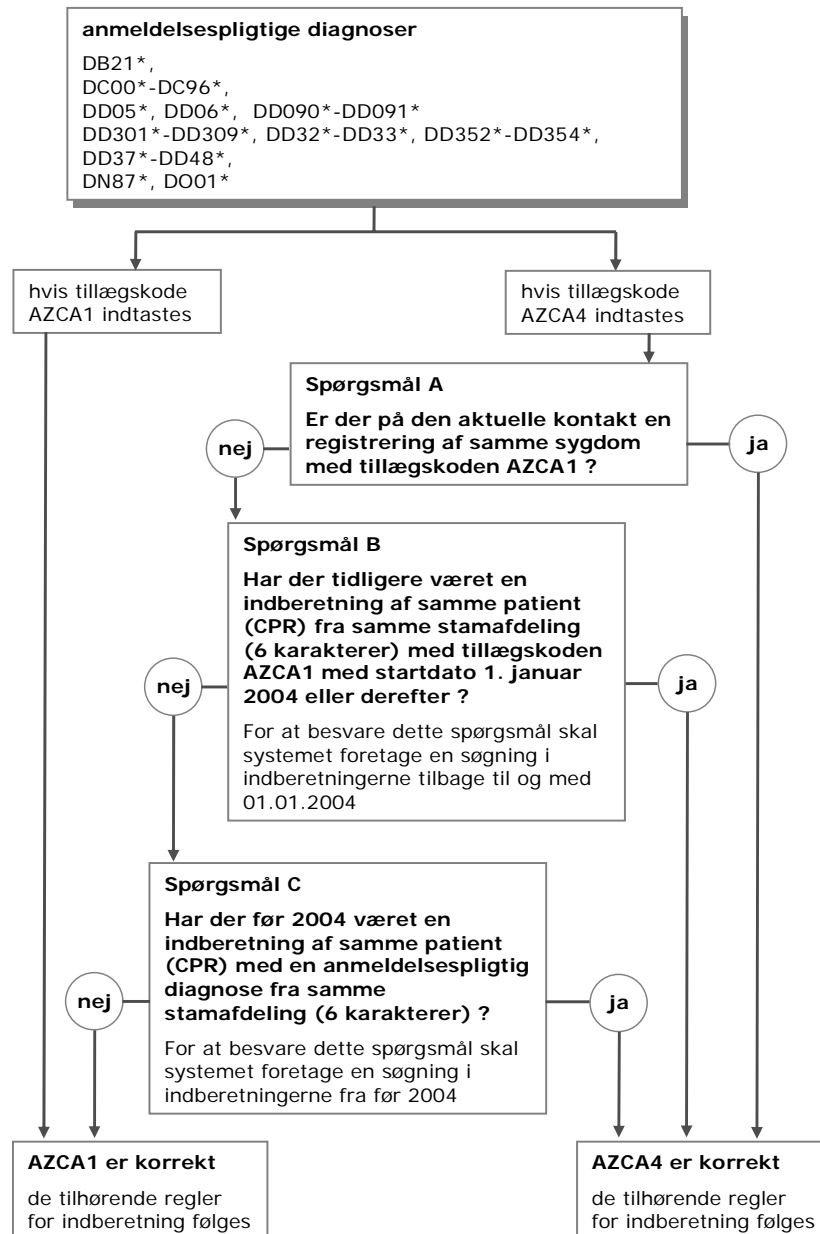 anmeldelsespligtige diagnoser
DB21*,
DC00*-DC96*,
DD05*, DD06*, DD090*-DD091*
DD301*-DD309*, DD32*-DD33*, DD352*-DD354*,
DD37*-DD48*,
DN87*, DO01*
hvis tillægskode
AZCA1 indtastes
hvis tillægskode
AZCA4 indtastes
Spørgsmål A
Er der på den aktuelle kontakt en
registrering af samme sygdom
med tillægskoden AZCA1 ?
nej
ja
Spørgsmål B
Har der tidligere været en
indberetning af samme patient
(CPR) fra samme stamafdeling
(6 karakterer) med tillægskoden
AZCA1 med startdato 1. januar
2004 eller derefter ?
For at besvare dette spørgsmål skal
systemet foretage en søgning i
indberetningerne tilbage til og med
01.01.2004
nej
ja
Spørgsmål C
Har der før 2004 været en
indberetning af samme patient
(CPR) med en anmeldelsespligtig
diagnose fra samme
stamafdeling (6 karakterer) ?
For at besvare dette spørgsmål skal
systemet foretage en søgning i
indberetningerne fra før 2004
nej
ja
AZCA1 er korrekt
de tilhørende regler
for indberetning følges
AZCA4 er korrekt
de tilhørende regler
for indberetning følges